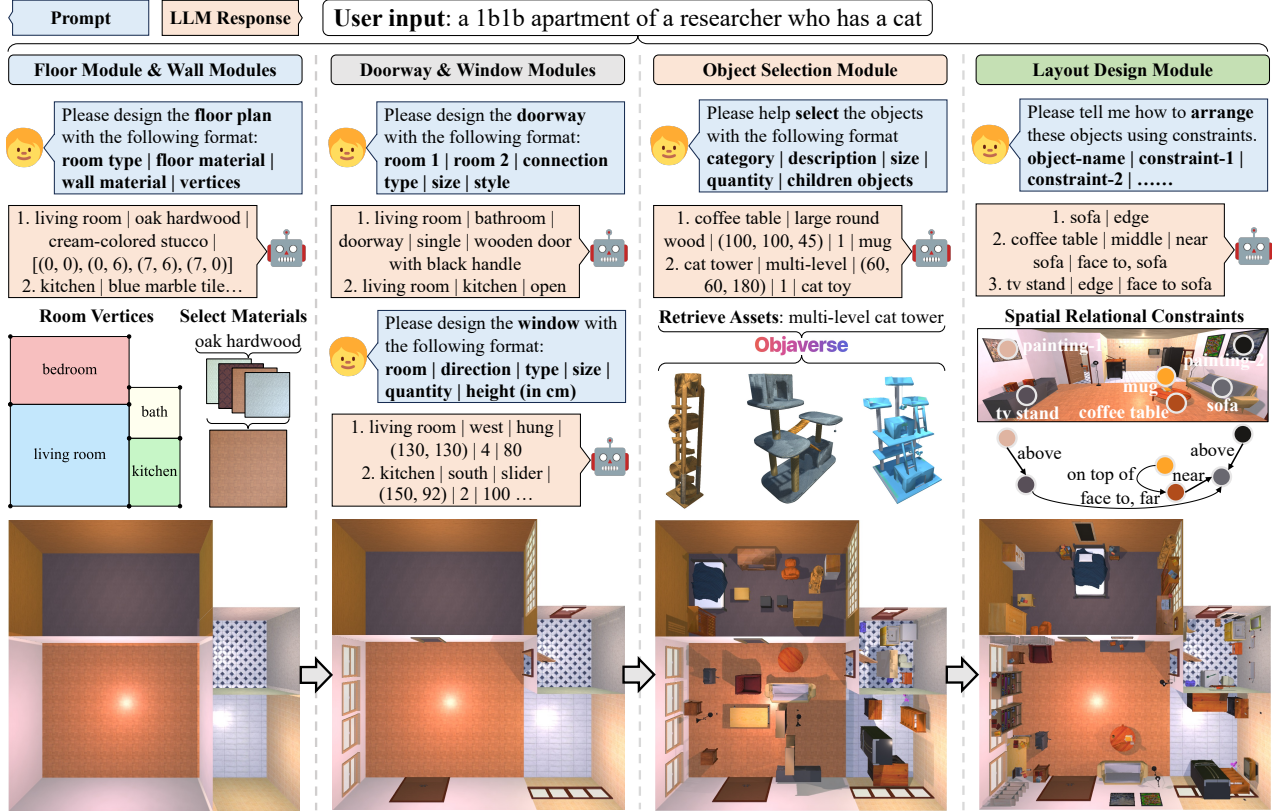 Prompt
LLM Response
User input: a 1b1b apartment of a researcher who has a cat
Floor Module & Wall Modules
Please design the floor plan
with the following format:
room type | floor material |
wall material | vertices
1. living room | oak hardwood |
cream-colored stucco |
[(0, 0), (0, 6), (7, 6), (7, 0)]
2. kitchen | blue marble tile…
Room Vertices
Select Materials
oak hardwood
bedroom
bath
living room
kitchen
Doorway & Window Modules
Please design the doorway
with the following format:
room 1 | room 2 | connection
type | size | style
1. living room | bathroom |
doorway | single | wooden door
with black handle
2. living room | kitchen | open
Please design the window with
the following format:
room | direction | type | size |
quantity | height (in cm)
1. living room | west | hung |
(130, 130) | 4 | 80
2. kitchen | south | slider |
(150, 92) | 2 | 100 …
Object Selection Module
Please help select the objects
with the following format
category | description | size |
quantity | children objects
1. coffee table | large round
wood | (100, 100, 45) | 1 | mug
2. cat tower | multi-level | (60,
60, 180) | 1 | cat toy
Retrieve Assets: multi-level cat tower
Objaverse
Layout Design Module
Please tell me how to arrange
these objects using constraints.
object-name | constraint-1 |
constraint-2 | ……
1. sofa | edge
2. coffee table | middle | near
sofa | face to, sofa
3. tv stand | edge | face to sofa
Spatial Relational Constraints
painting-1
painting-2
mug
tv stand
coffee table
sofa
above
above
on top of
near
face to, far